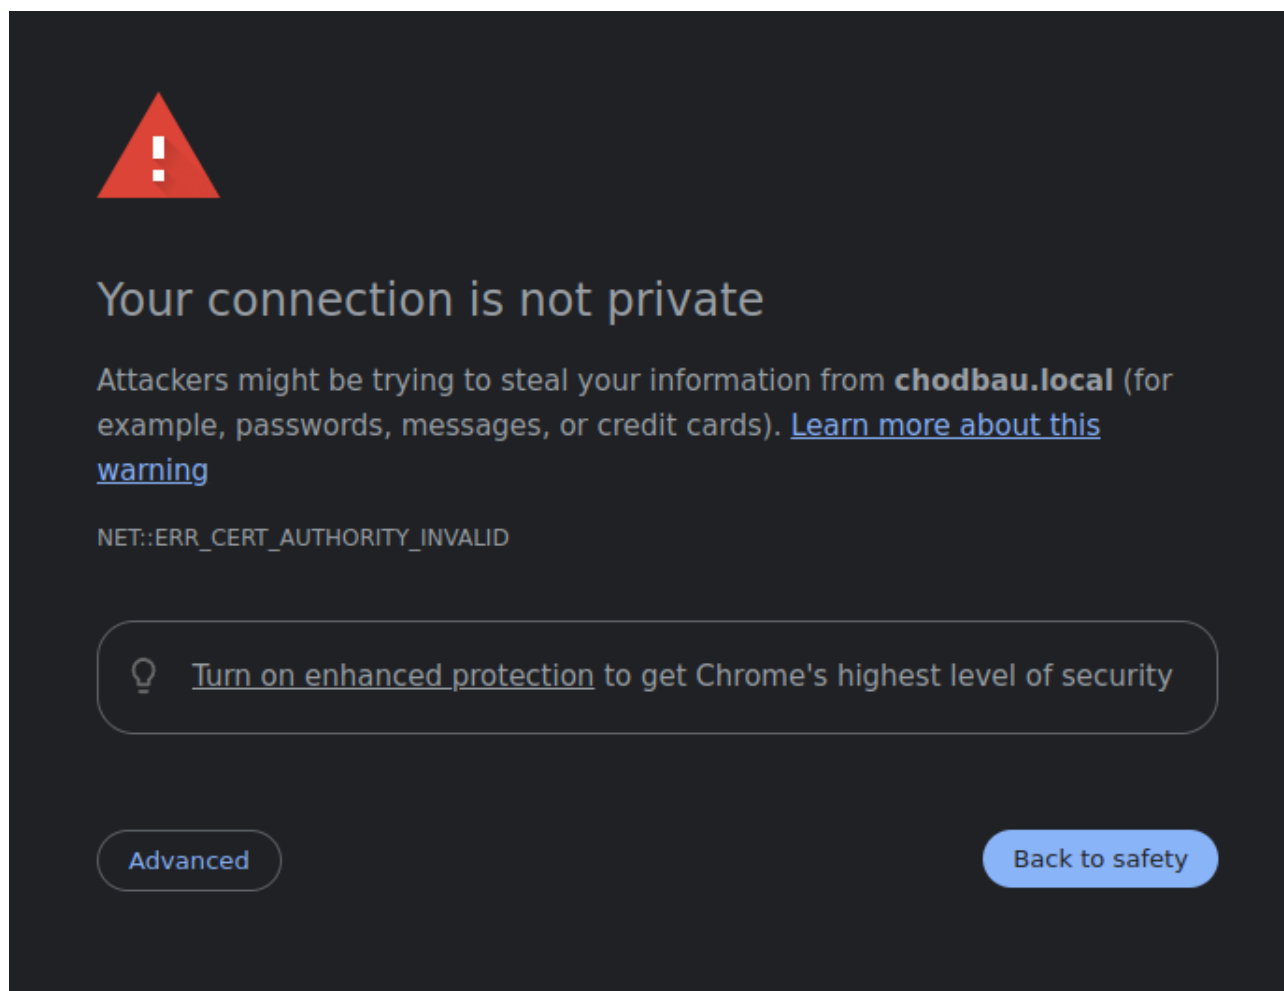 Your connection is not private
Attackers might be trying to steal your information from chodbau.local (for
example, passwords, messages, or credit cards). Learn more about this
warning
NET::ERR_CERT_AUTHORITY_INVALID
Turn on enhanced protection to get Chrome's highest level of security
Advanced
Back to safety